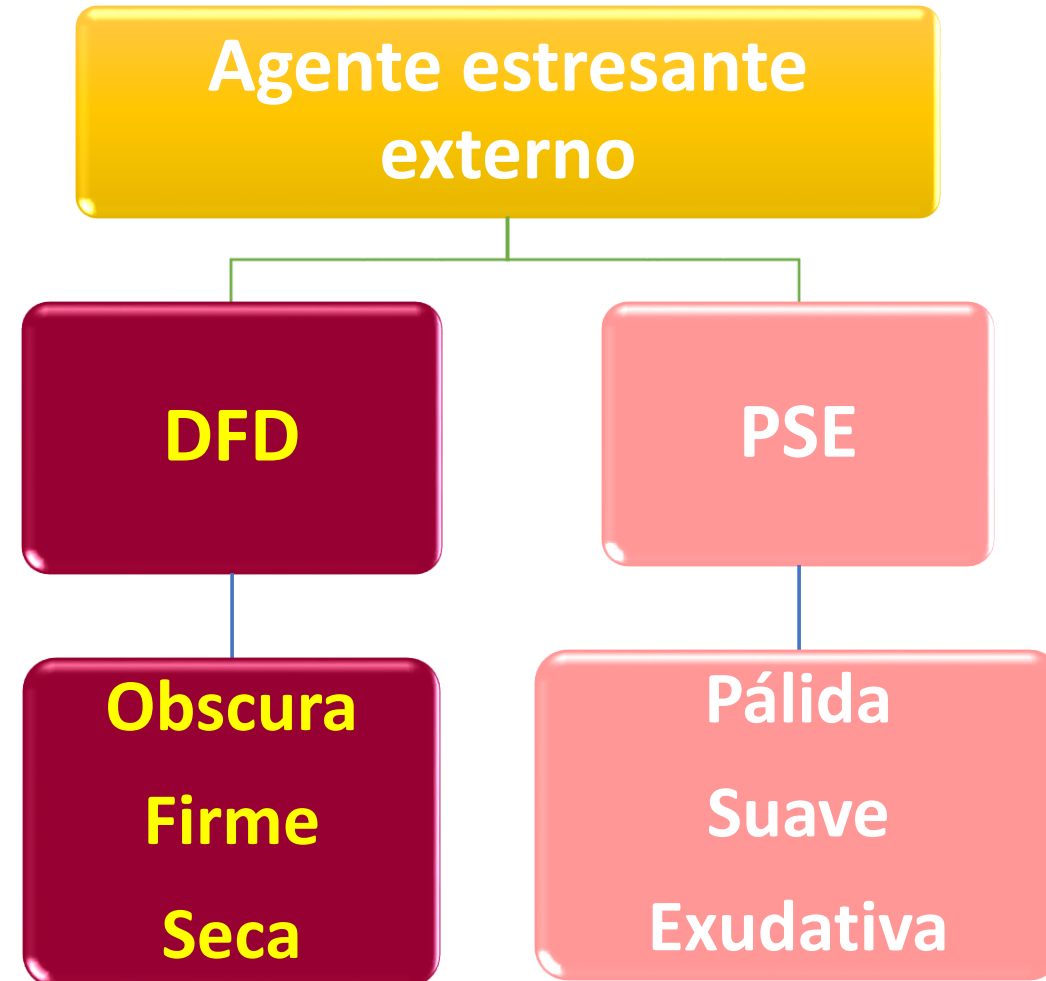 Agente estresante
externo
DFD
PSE
Obscura
Firme
Seca
Pálida
Suave
Exudativa